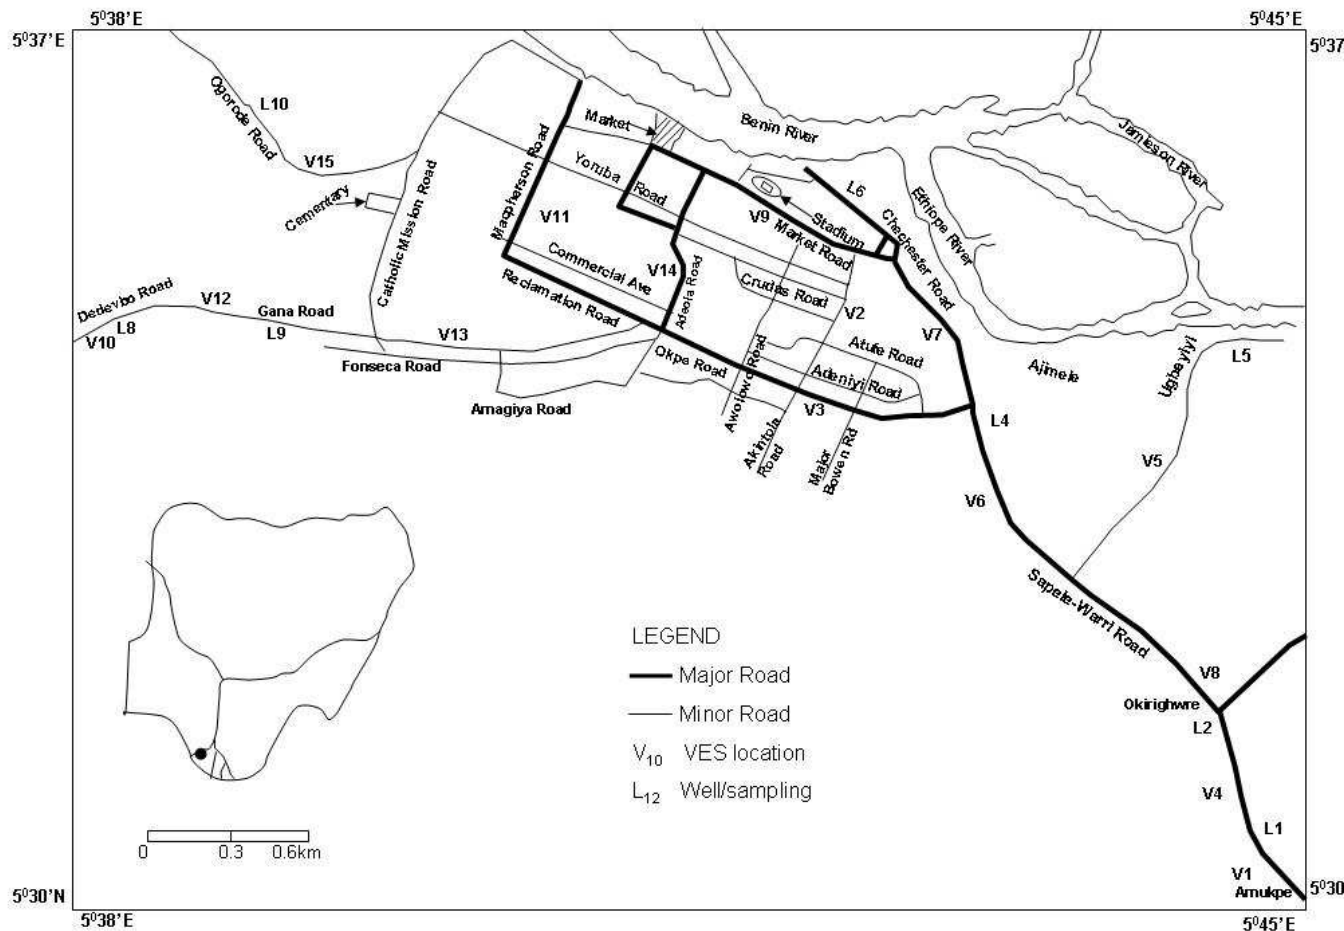 5⁰38’E
5⁰45’E
5⁰37’E
5⁰37
Ogorode Road
L10
V15
Cementary
Catholic Mission Road
Macpherson Road
Market
Yoruba
Road
Benin River
Jamieson River
L6
Stadium
Chechester Road
Ethiope River
V11
V9
Market Road
Commercial Ave
V14
Adeola Road
Crudas Road
V2
V7
Dedevbo Road
V12
L8
V10
Gana Road
L9
V13
Reclamation Road
Fonseca Road
Amagiya Road
Okpe Road
Awolowo Road
Atufe Road
Adeniyi Road
V3
Akintola
Road
Major
Bowen Rd
Ajimele
L5
L4
V5
V6
Sapele-Warri Road
V8
Okirighwre
L2
V4
L1
V1
Amukpe
LEGEND
Major Road
Minor Road
V₁₀ VES location
L₁₂ Well/sampling
0 0.3 0.6km
5⁰30’N
5⁰30
5⁰38’E
5⁰45’E